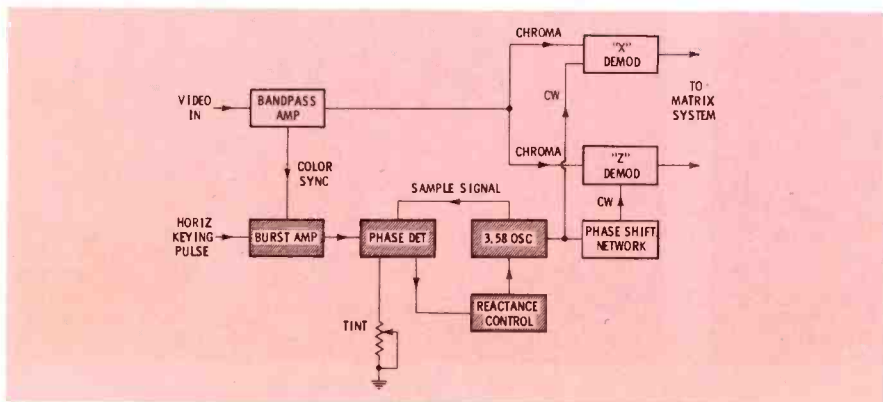 CHROMA
"X"
DEMOD
VIDEO
IN
BANDPASS
AMP
CW
TO
MATRIX
SYSTEM
COLOR
SYNC
CHROMA
"Z"
DEMOD
SAMPLE SIGNAL
CW
HORIZ
KEYING
PULSE
BURST AMP
PHASE DET
3.58 OSC
PHASE SHIFT
NETWORK
REACTANCE
CONTROL
TINT